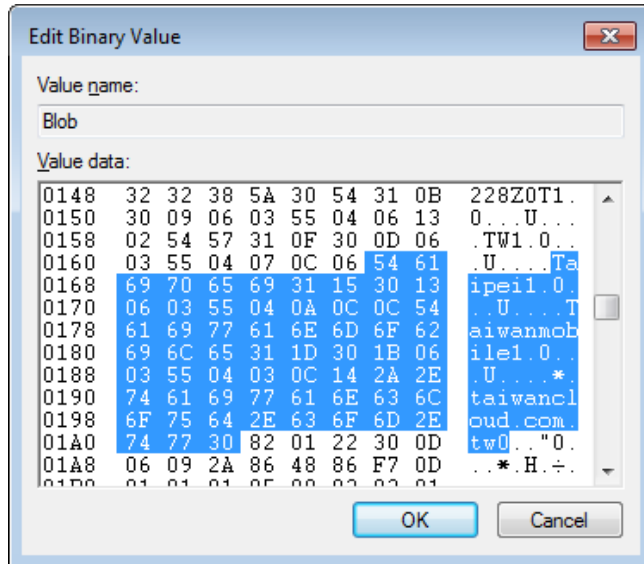 Edit Binary Value
Value name:
Blob
Value data:
0148 32 32 38 5A 30 54 31 0B 228Z0T1.
0150 30 09 06 03 55 04 06 13 0...U...
0158 02 54 57 31 0F 30 0D 06 .TW1.0..
0160 03 55 04 07 0C 06 54 61 .U....Ta
0168 69 70 65 69 31 15 30 13 ipei1.0.
0170 06 03 55 04 0A 0C 0C 54 ..U....T
0178 61 69 77 61 6E 6D 6F 62 aiwanmob
0180 69 6C 65 31 1D 30 1B 06 ile1.0..
0188 03 55 04 03 0C 14 2A 2E .U....*.
0190 74 61 69 77 61 6E 63 6C taiwancl
0198 6F 75 64 2E 63 6F 6D 2E oud.com.
01A0 74 77 30 82 01 22 30 0D tw0.."0.
01A8 06 09 2A 86 48 86 F7 0D ..*.H.÷.
OK Cancel